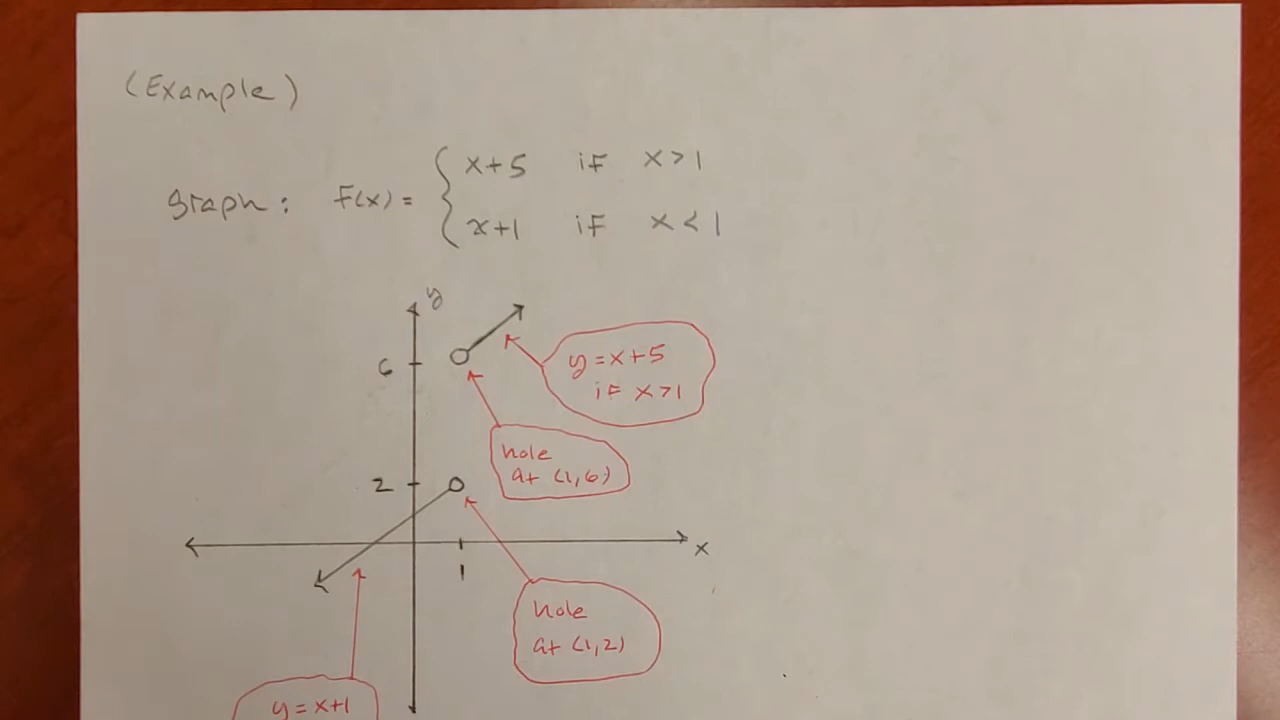 (Example)
graph: F(x) = { x+5 if x>1
x+1 if x<1
y
6
y=x+5
if x>1
hole
at (1,6)
2
x
1
hole
at (1,2)
y=x+1